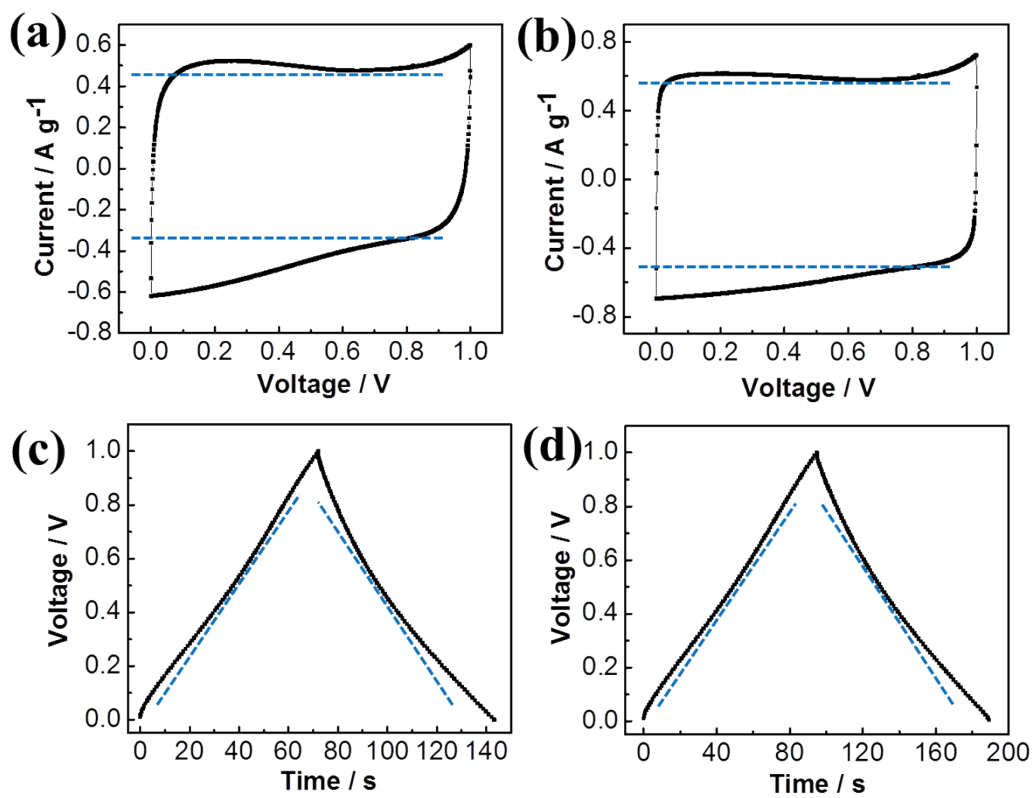 (a)
0.6
0.4
0.2
0.0
-0.2
-0.4
-0.6
-0.8
Current / A g-1
0.0 0.2 0.4 0.6 0.8 1.0
Voltage / V
(b)
0.8
0.4
0.0
-0.4
-0.8
Current / A g-1
0.0 0.2 0.4 0.6 0.8 1.0
Voltage / V
(c)
1.0
0.8
0.6
0.4
0.2
0.0
Voltage / V
0 20 40 60 80 100 120 140
Time / s
(d)
1.0
0.8
0.6
0.4
0.2
0.0
Voltage / V
0 40 80 120 160 200
Time / s